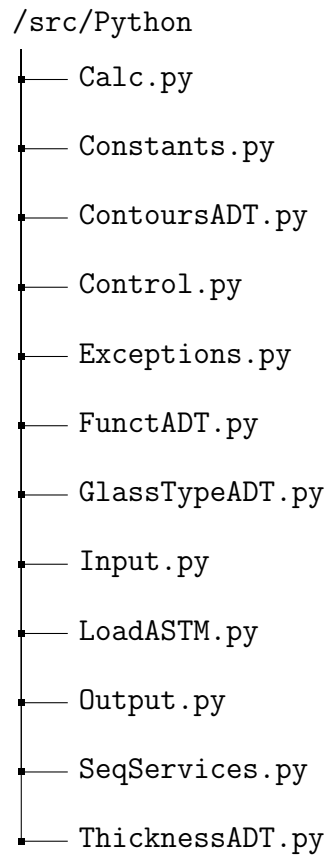 /src/Python
Calc.py
Constants.py
ContoursADT.py
Control.py
Exceptions.py
FunctADT.py
GlassTypeADT.py
Input.py
LoadASTM.py
Output.py
SeqServices.py
ThicknessADT.py